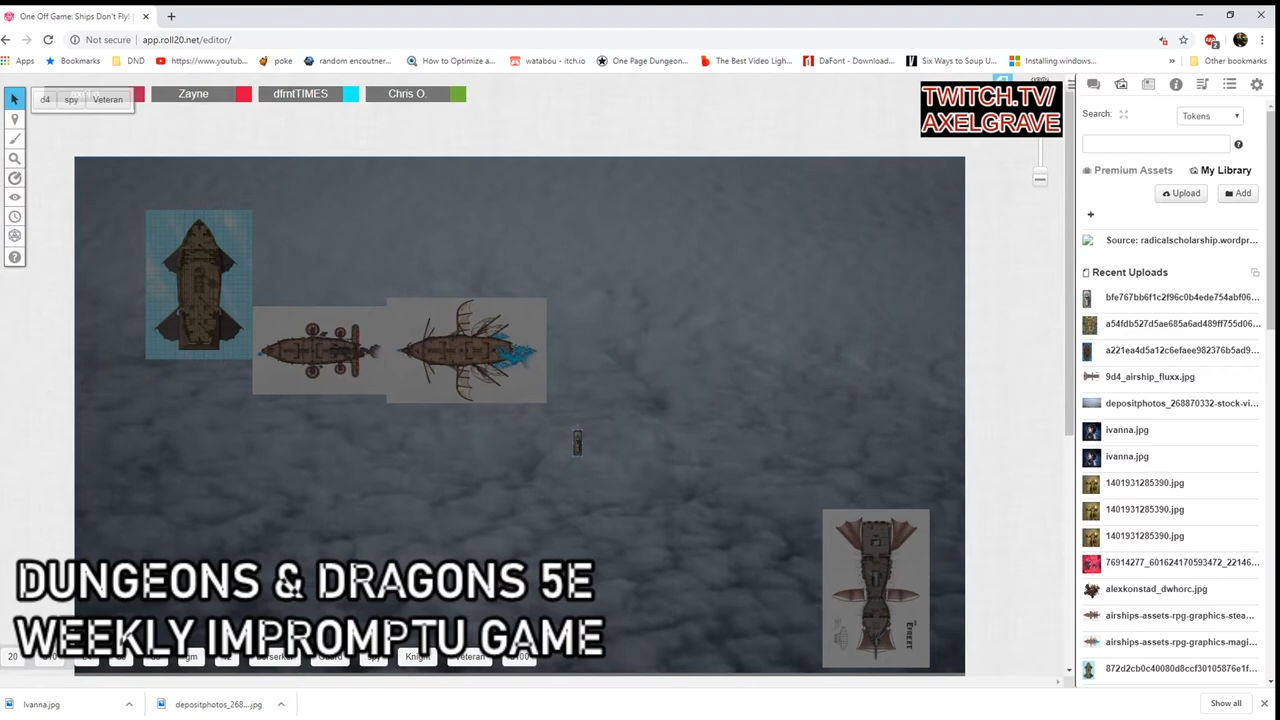 One Off Game: Ships Don't Fly!
Not secure app.roll20.net/editor/
Apps Bookmarks DND https://www.youtub... poke random encoutner... How to Optimize a... watabou - itch.io One Page Dungeon... The Best Video Ligh... DaFont - Download... Six Ways to Soup U... Installing windows... » Other bookmarks
d4 spy Veteran Zayne dfrntTIMES Chris O.
TWITCH.TV/
AXELGRAVE
Search: Tokens
Premium Assets My Library
Upload Add
Source: radicalscholarship.wordpr...
Recent Uploads
bfe767bb6f1c2f96c0b4ede754abf06...
a54fdb527d5ae685a6ad489ff755d06...
a221ea4d5a12c6efaee982376b5ad9...
9d4_airship_fluxx.jpg
depositphotos_268870332-stock-vi...
ivanna.jpg
ivanna.jpg
1401931285390.jpg
1401931285390.jpg
1401931285390.jpg
76914277_601624170593472_22146...
alexkonstad_dwhorc.jpg
airships-assets-rpg-graphics-stea...
airships-assets-rpg-graphics-magi...
872d2cb0c40080d8ccf30105876e1f...
EFREET
DUNGEONS & DRAGONS 5E
WEEKLY IMPROMPTU GAME
20 Knight Veteran
Ivanna.jpg depositphotos_268....jpg Show all